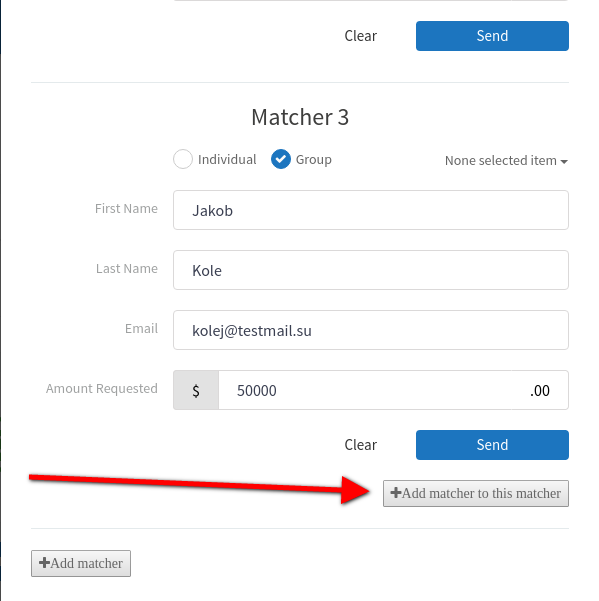 Clear Send
Matcher 3
Individual Group None selected item
First Name Jakob
Last Name Kole
Email kolej@testmail.su
Amount Requested $ 50000 .00
Clear Send
+Add matcher to this matcher
+Add matcher